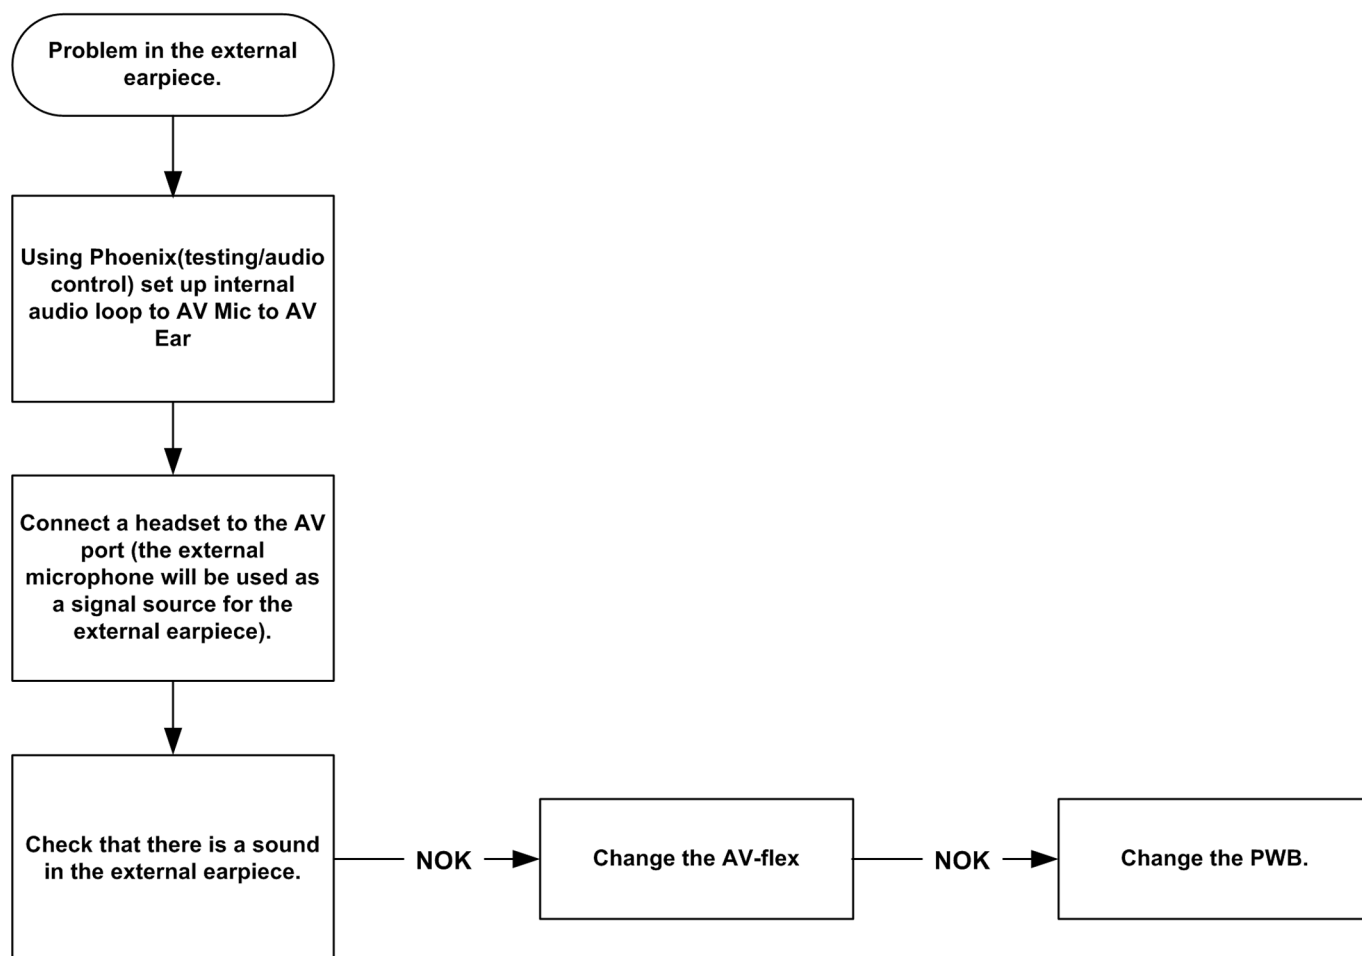 Problem in the external
earpiece.
Using Phoenix(testing/audio
control) set up internal
audio loop to AV Mic to AV
Ear
Connect a headset to the AV
port (the external
microphone will be used as
a signal source for the
external earpiece).
Check that there is a sound
in the external earpiece.
NOK
Change the AV-flex
NOK
Change the PWB.